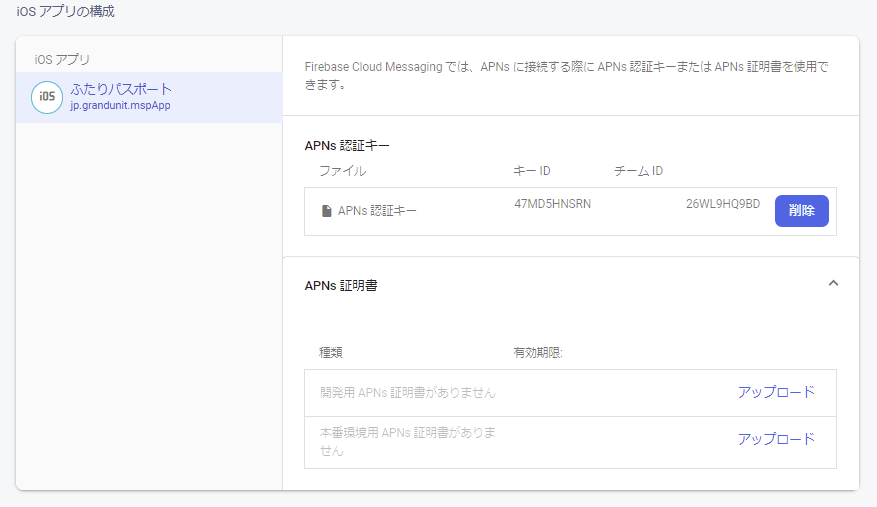 iOS アプリの構成
iOS アプリ
iOS
ふたりパスポート
jp.grandunit.mspApp
Firebase Cloud Messaging では、APNs に接続する際に APNs 認証キーまたは APNs 証明書を使用で
きます。
APNs 認証キー
ファイル キー ID チーム ID
APNs 認証キー 47MD5HNSRN 26WL9HQ9BD 削除
APNs 証明書
種類 有効期限:
開発用 APNs 証明書がありません アップロード
本番環境用 APNs 証明書がありま
せん アップロード